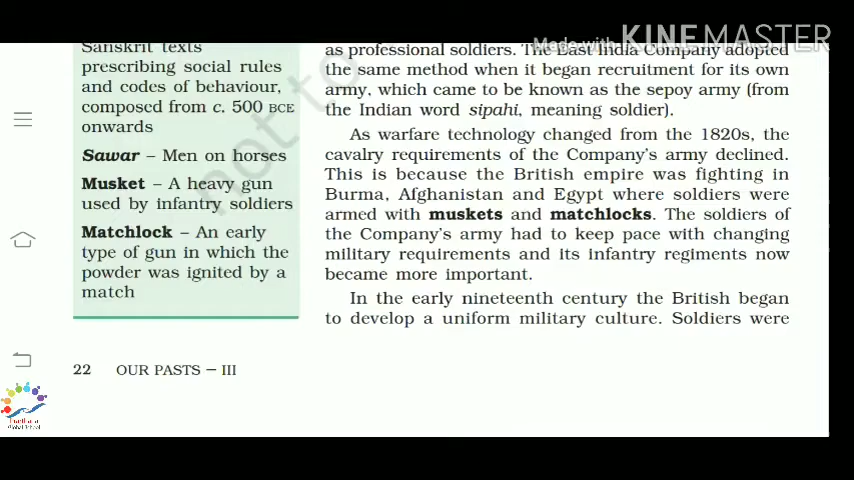 Made with KINEMASTER
Sanskrit texts
prescribing social rules
and codes of behaviour,
composed from c. 500 BCE
onwards
Sawar – Men on horses
Musket – A heavy gun
used by infantry soldiers
Matchlock – An early
type of gun in which the
powder was ignited by a
match
as professional soldiers. The East India Company adopted
the same method when it began recruitment for its own
army, which came to be known as the sepoy army (from
the Indian word sipahi, meaning soldier).
As warfare technology changed from the 1820s, the
cavalry requirements of the Company's army declined.
This is because the British empire was fighting in
Burma, Afghanistan and Egypt where soldiers were
armed with muskets and matchlocks. The soldiers of
the Company's army had to keep pace with changing
military requirements and its infantry regiments now
became more important.
In the early nineteenth century the British began
to develop a uniform military culture. Soldiers were
not to
22 OUR PASTS – III
Global School